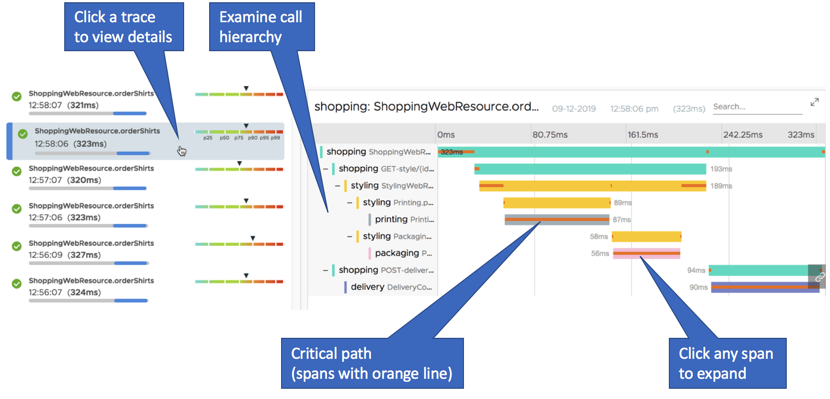 Click a trace
to view details
Examine call
hierarchy
ShoppingWebResource.orderShirts
12:58:07 (321ms)
ShoppingWebResource.orderShirts
12:58:06 (323ms)
p25 p50 p75 p90 p95 p99
ShoppingWebResource.orderShirts
12:57:07 (320ms)
ShoppingWebResource.orderShirts
12:57:06 (323ms)
ShoppingWebResource.orderShirts
12:56:09 (327ms)
ShoppingWebResource.orderShirts
12:56:07 (324ms)
shopping: ShoppingWebResource.ord... 09-12-2019 12:58:06 pm (323ms) Search...
0ms 80.75ms 161.5ms 242.25ms 323ms
shopping ShoppingWebR... 323ms
shopping GET-style/{id... 193ms
styling StylingWebR... 189ms
styling Printing.p... 89ms
printing Printi... 87ms
styling Packagin... 58ms
packaging P... 56ms
shopping POST-deliver... 94ms
delivery DeliveryCo... 90ms
Critical path
(spans with orange line)
Click any span
to expand